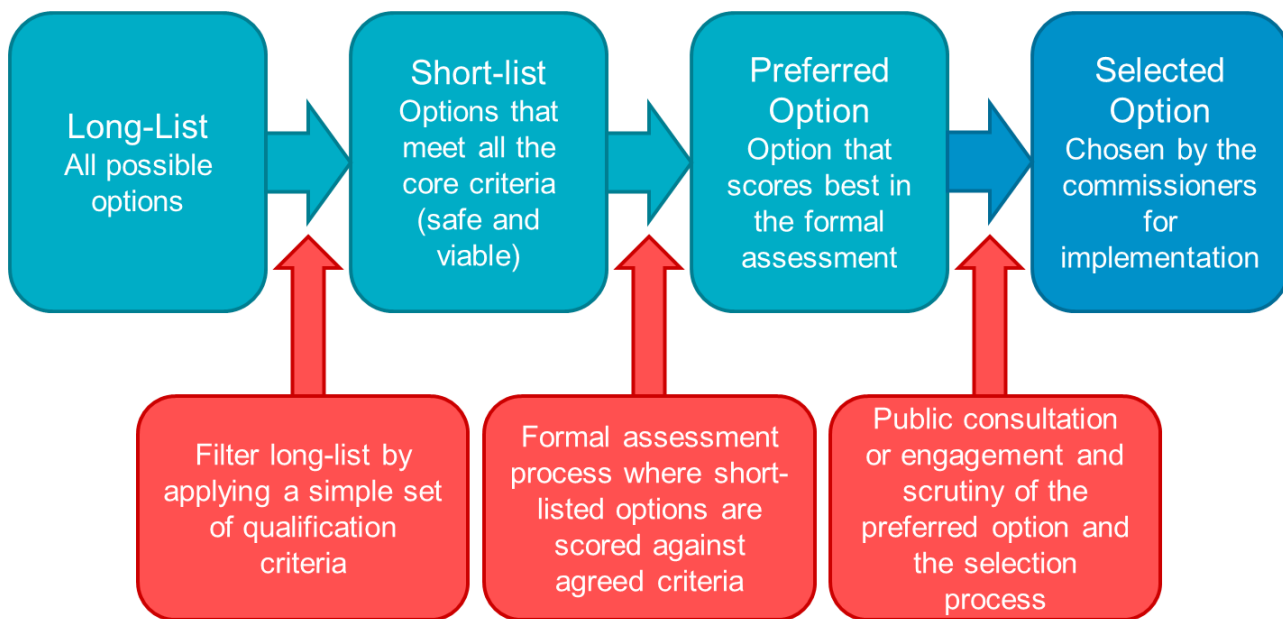 Long-List
All possible
options
Short-list
Options that
meet all the
core criteria
(safe and
viable)
Preferred
Option
Option that
scores best in
the formal
assessment
Selected
Option
Chosen by the
commissioners
for
implementation
Filter long-list by
applying a simple set
of qualification
criteria
Formal assessment
process where short-
listed options are
scored against
agreed criteria
Public consultation
or engagement and
scrutiny of the
preferred option and
the selection
process